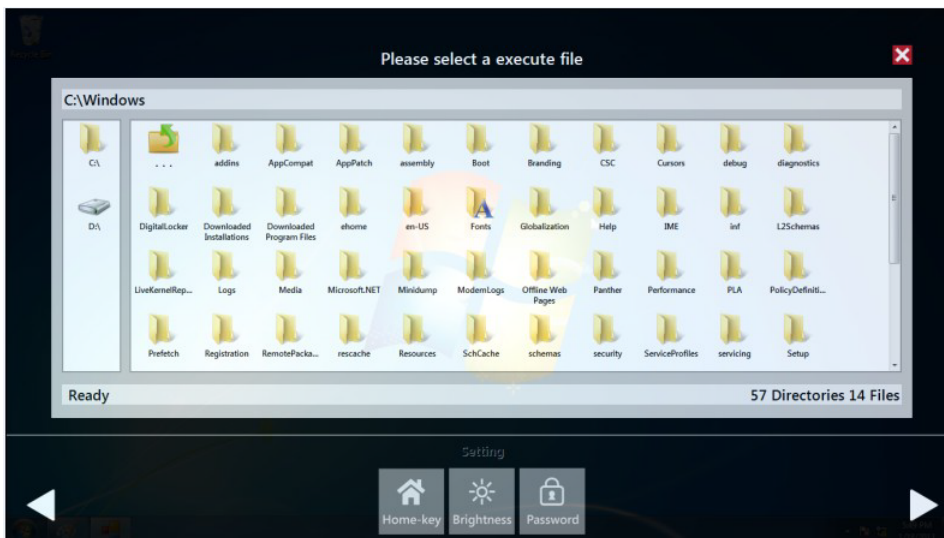 Please select a execute file
C:\Windows
C:\
. . .
addins
AppCompat
AppPatch
assembly
Boot
Branding
CSC
Cursors
debug
diagnostics
D:\
DigitalLocker
Downloaded
Installations
Downloaded
Program Files
ehome
en-US
Fonts
Globalization
Help
IME
inf
L2Schemas
LiveKernelRep...
Logs
Media
Microsoft.NET
Minidump
ModemLogs
Offline Web
Pages
Panther
Performance
PLA
PolicyDefiniti...
Prefetch
Registration
RemotePacka...
rescache
Resources
SchCache
schemas
security
ServiceProfiles
servicing
Setup
Ready
57 Directories 14 Files
Setting
Home-key
Brightness
Password